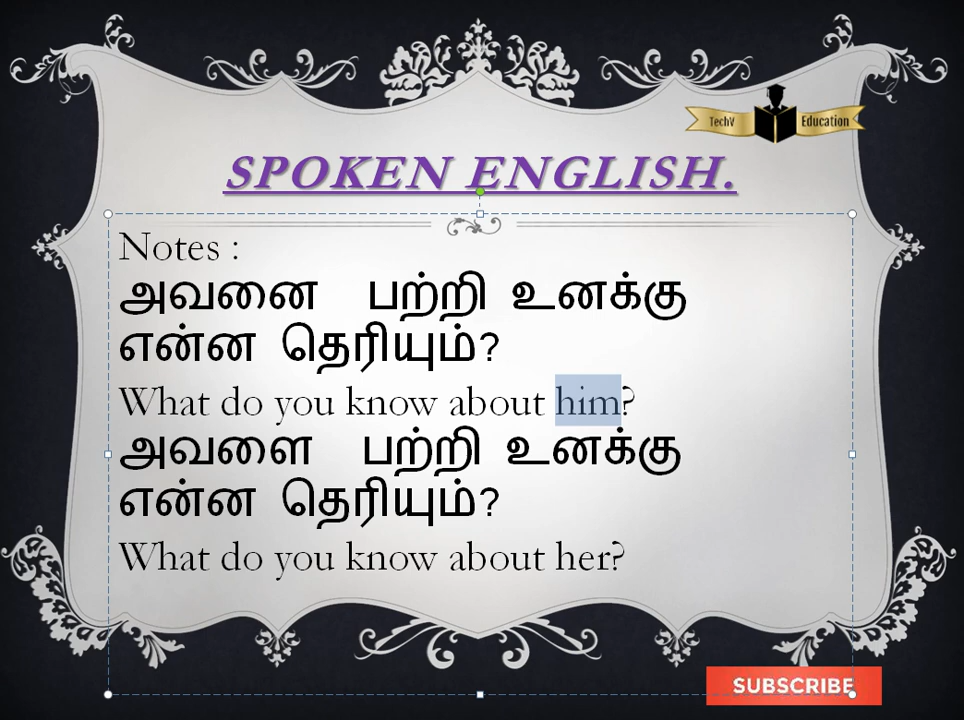 TechV Education
SPOKEN ENGLISH.
Notes :
அவனை பற்றி உனக்கு
என்ன தெரியும்?
What do you know about him?
அவளை பற்றி உனக்கு
என்ன தெரியும்?
What do you know about her?
SUBSCRIBE